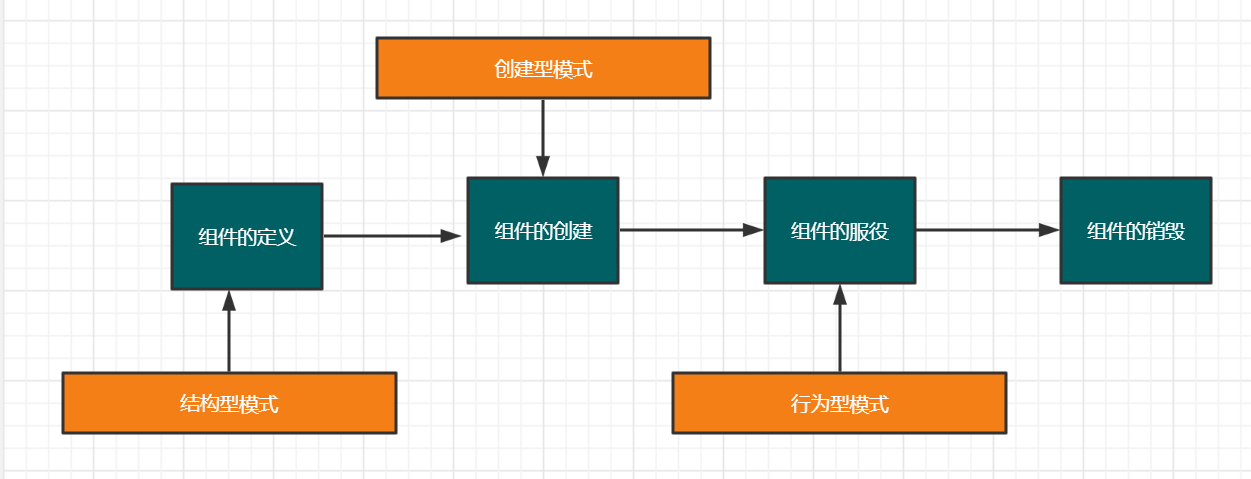 创建型模式
组件的定义
组件的创建
组件的服役
组件的销毁
结构型模式
行为型模式